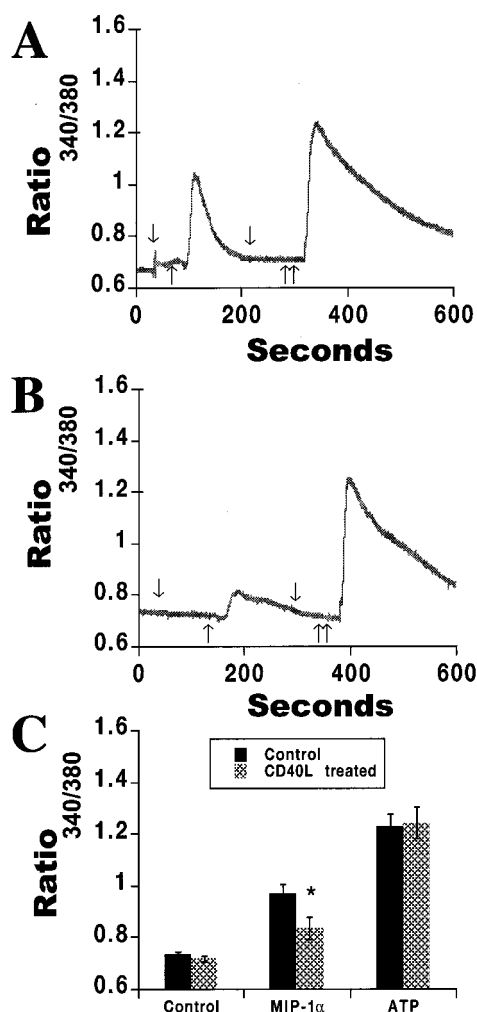 A
1.6
1.4
1.2
1
0.8
0.6
Ratio 340/380
0 200 400 600
Seconds
B
1.6
1.4
1.2
1
0.8
0.6
Ratio 340/380
0 200 400 600
Seconds
C
1.6
1.4
1.2
1
0.8
0.6
Ratio 340/380
Control
CD40L treated
*
Control MIP-1α ATP